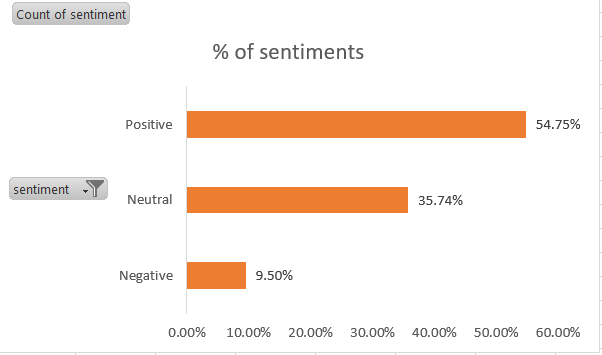 Count of sentiment
% of sentiments
Positive
54.75%
sentiment
Neutral
35.74%
Negative
9.50%
0.00% 10.00% 20.00% 30.00% 40.00% 50.00% 60.00%